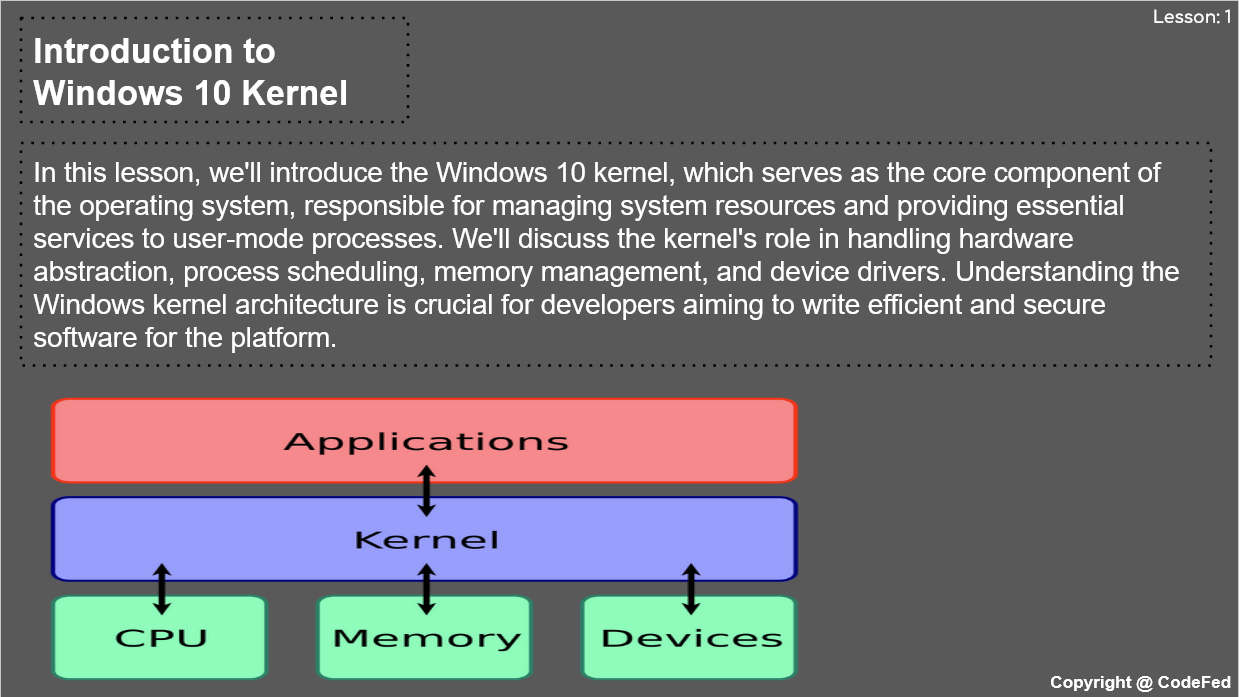 Lesson: 1
Introduction to
Windows 10 Kernel
In this lesson, we'll introduce the Windows 10 kernel, which serves as the core component of
the operating system, responsible for managing system resources and providing essential
services to user-mode processes. We'll discuss the kernel's role in handling hardware
abstraction, process scheduling, memory management, and device drivers. Understanding the
Windows kernel architecture is crucial for developers aiming to write efficient and secure
software for the platform.
Applications
Kernel
CPU Memory Devices
Copyright @ CodeFed